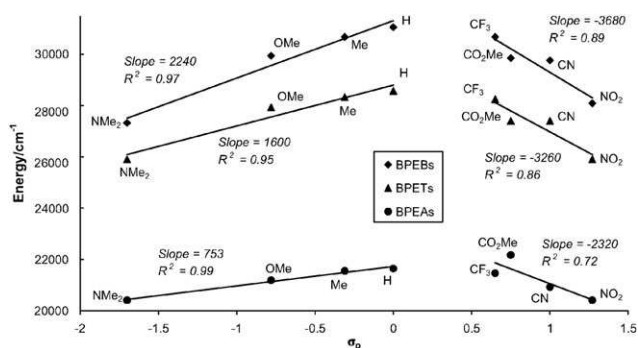 Energy/cm⁻¹
30000
28000
26000
24000
22000
20000
-2
-1.5
-1
-0.5
0
0.5
1
1.5
σp
Slope = 2240
R² = 0.97
NMe₂
OMe
Me
H
CF₃
CO₂Me
CN
NO₂
Slope = -3680
R² = 0.89
NMe₂
OMe
Me
H
Slope = 1600
R² = 0.95
CF₃
CO₂Me
CN
NO₂
Slope = -3260
R² = 0.86
BPEBs
BPETs
BPEAs
Slope = 753
R² = 0.99
NMe₂
OMe
Me
H
CO₂Me
CF₃
CN
NO₂
Slope = -2320
R² = 0.72